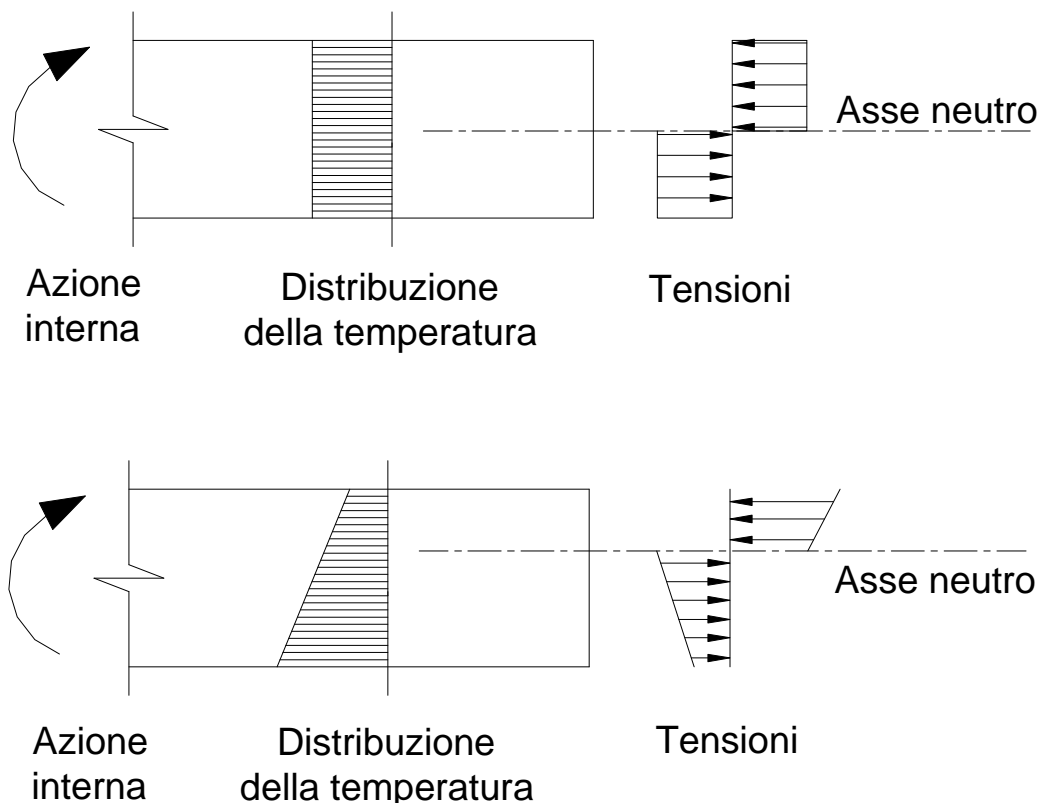 Asse neutro
Azione
interna
Distribuzione
della temperatura
Tensioni
Asse neutro
Azione
interna
Distribuzione
della temperatura
Tensioni